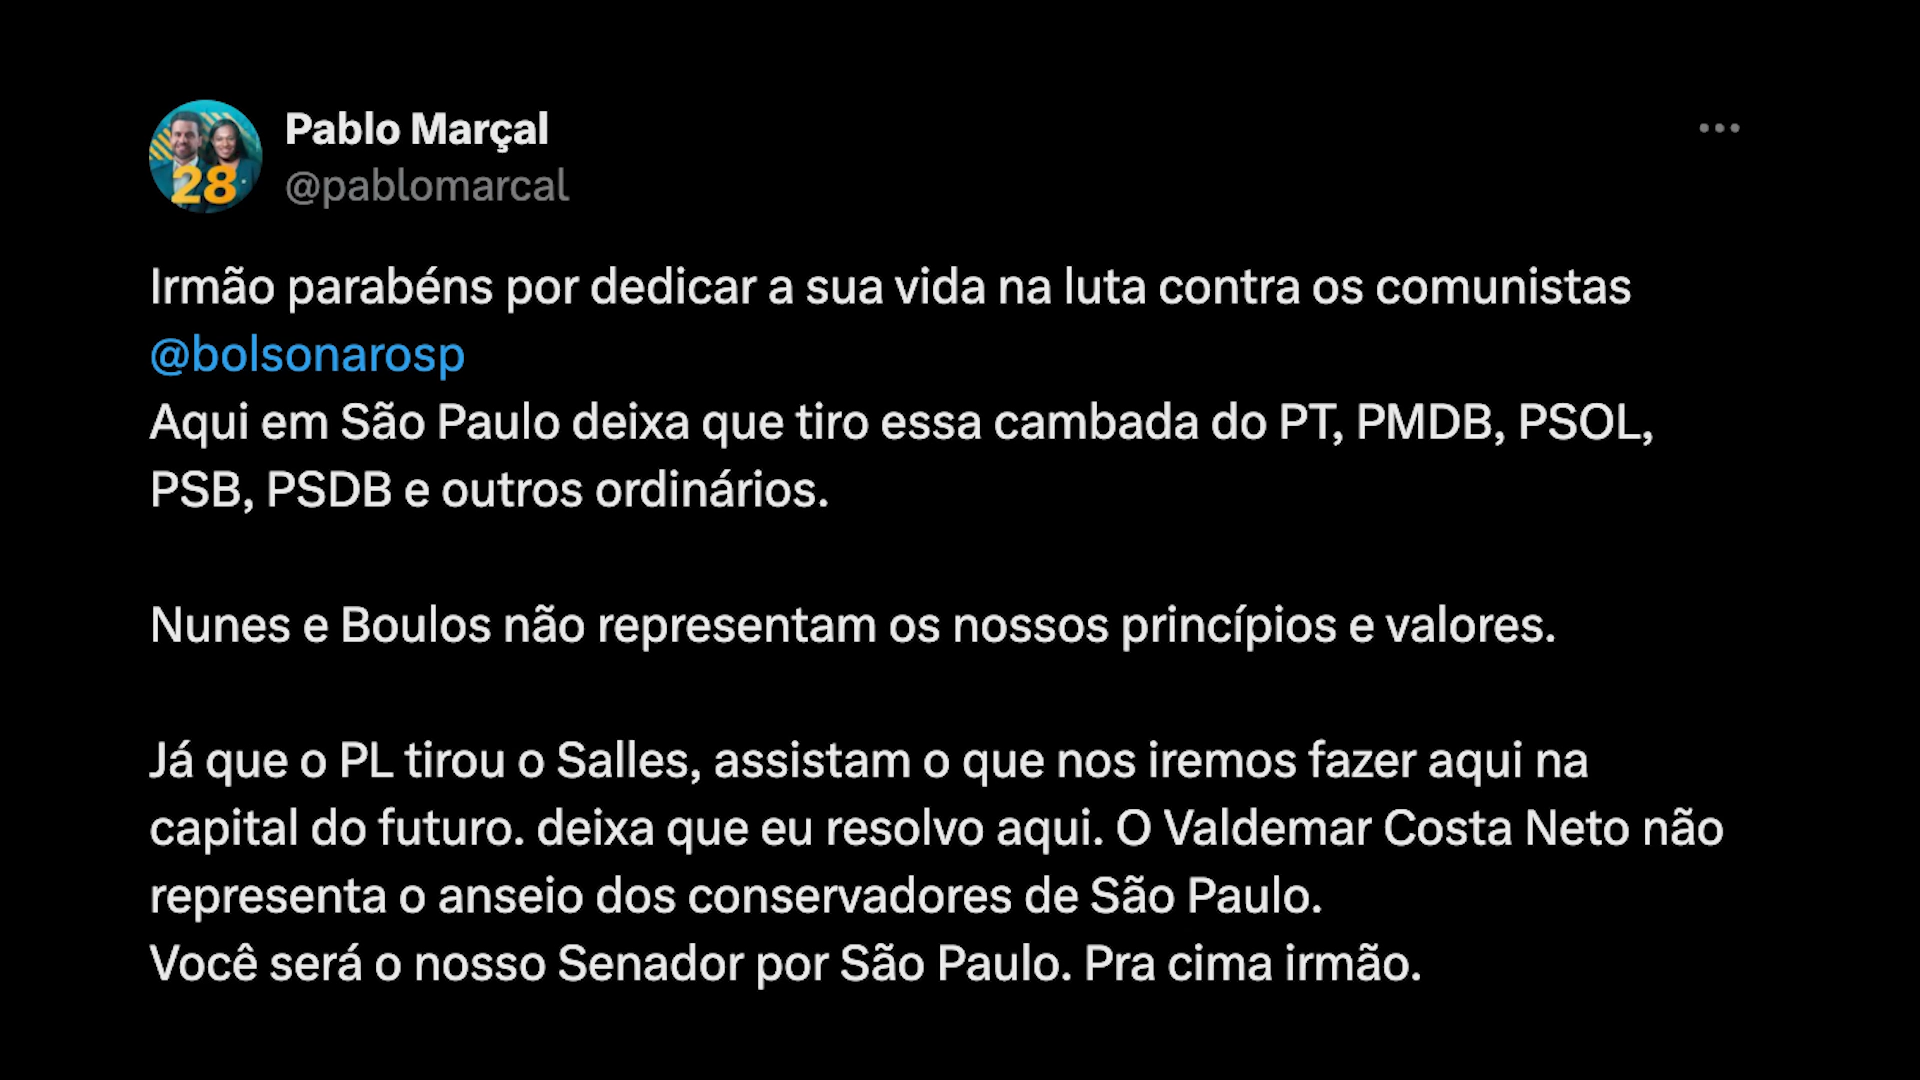 28
Pablo Marçal
@pablomarcal
Irmão parabéns por dedicar a sua vida na luta contra os comunistas
@bolsonarosp
Aqui em São Paulo deixa que tiro essa cambada do PT, PMDB, PSOL,
PSB, PSDB e outros ordinários.
Nunes e Boulos não representam os nossos princípios e valores.
Já que o PL tirou o Salles, assistam o que nos iremos fazer aqui na
capital do futuro. deixa que eu resolvo aqui. O Valdemar Costa Neto não
representa o anseio dos conservadores de São Paulo.
Você será o nosso Senador por São Paulo. Pra cima irmão.